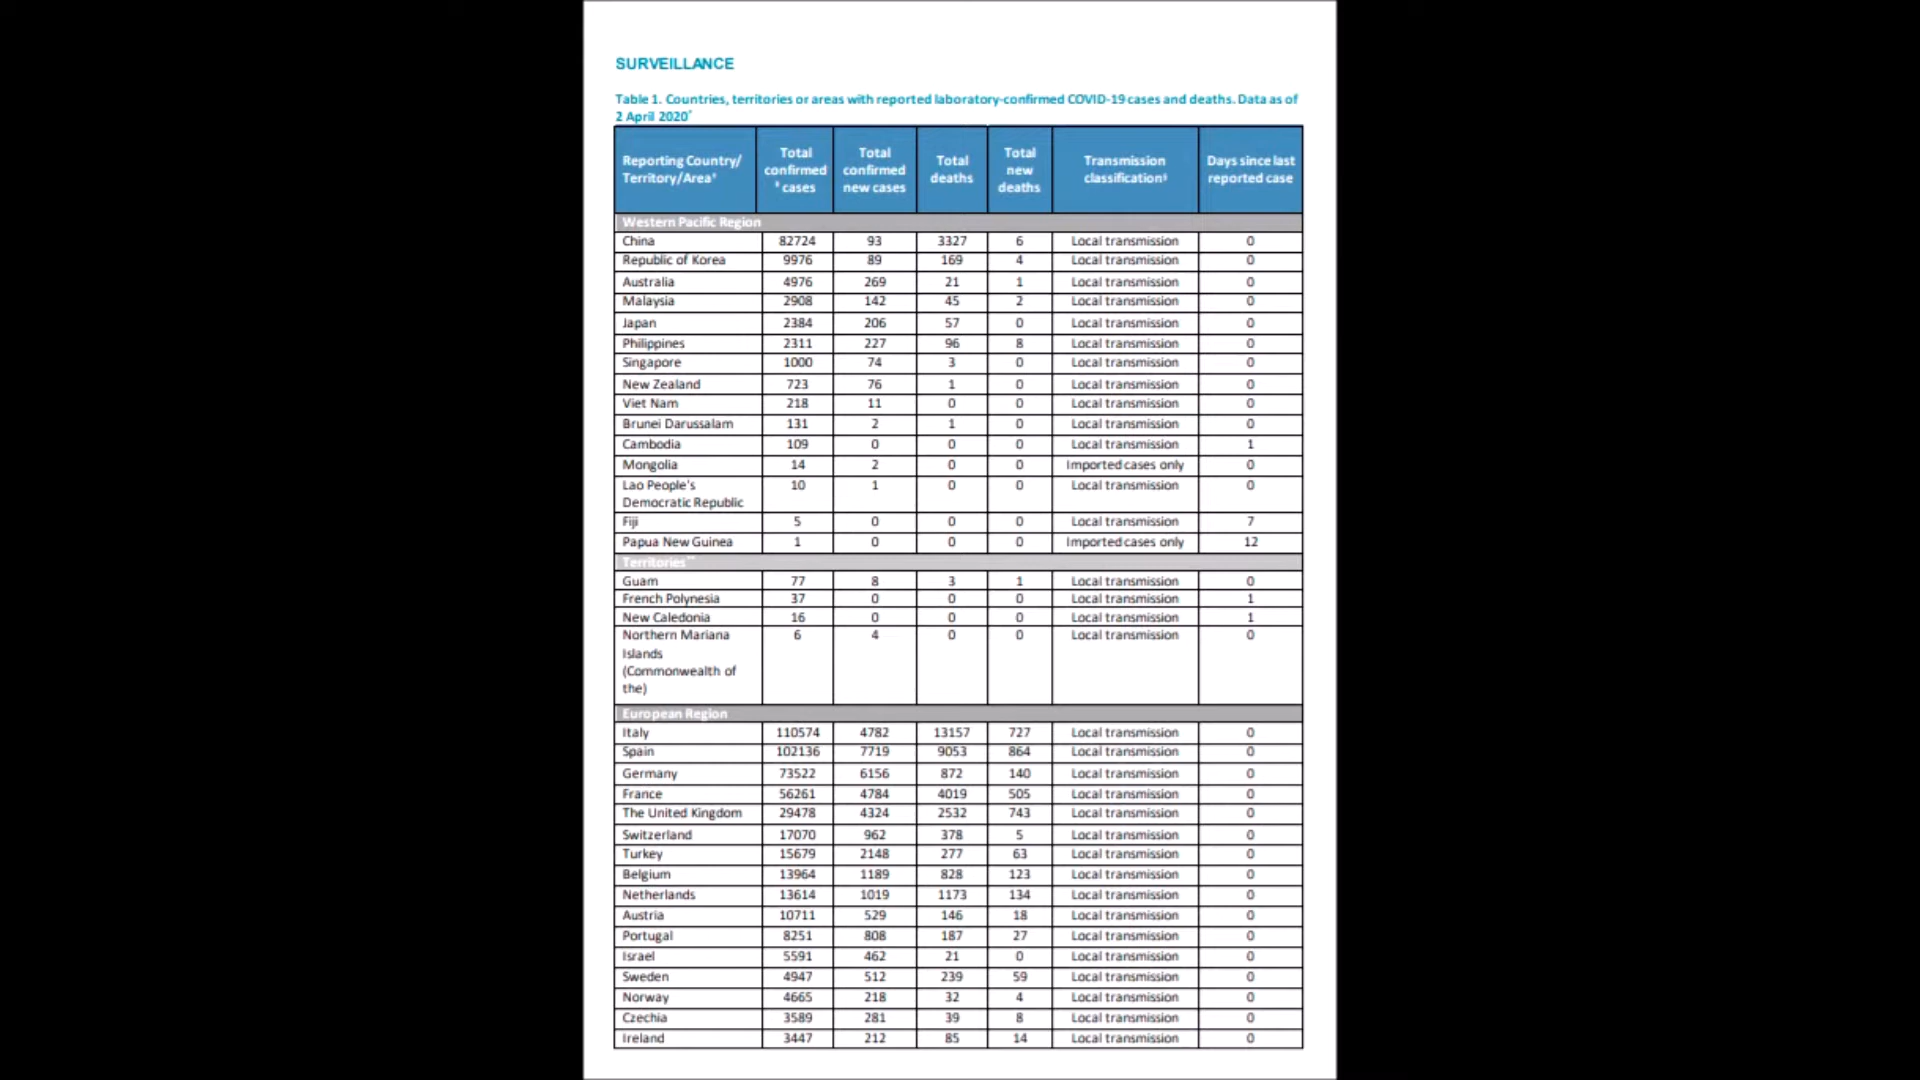 SURVEILLANCE
Table 1. Countries, territories or areas with reported laboratory-confirmed COVID-19 cases and deaths. Data as of
2 April 2020*
Reporting Country/ Territory/Area† Total confirmed ‡ cases Total confirmed new cases Total deaths Total new deaths Transmission classification§ Days since last reported case
Western Pacific Region
China 82724 93 3327 6 Local transmission 0
Republic of Korea 9976 89 169 4 Local transmission 0
Australia 4976 269 21 1 Local transmission 0
Malaysia 2908 142 45 2 Local transmission 0
Japan 2384 206 57 0 Local transmission 0
Philippines 2311 227 96 8 Local transmission 0
Singapore 1000 74 3 0 Local transmission 0
New Zealand 723 76 1 0 Local transmission 0
Viet Nam 218 11 0 0 Local transmission 0
Brunei Darussalam 131 2 1 0 Local transmission 0
Cambodia 109 0 0 0 Local transmission 1
Mongolia 14 2 0 0 Imported cases only 0
Lao People's 10 1 0 0 Local transmission 0
Democratic Republic
Fiji 5 0 0 0 Local transmission 7
Papua New Guinea 1 0 0 0 Imported cases only 12
Territories**
Guam 77 8 3 1 Local transmission 0
French Polynesia 37 0 0 0 Local transmission 1
New Caledonia 16 0 0 0 Local transmission 1
Northern Mariana 6 4 0 0 Local transmission 0
Islands
(Commonwealth of
the)
European Region
Italy 110574 4782 13157 727 Local transmission 0
Spain 102136 7719 9053 864 Local transmission 0
Germany 73522 6156 872 140 Local transmission 0
France 56261 4784 4019 505 Local transmission 0
The United Kingdom 29478 4324 2532 743 Local transmission 0
Switzerland 17070 962 378 5 Local transmission 0
Turkey 15679 2148 277 63 Local transmission 0
Belgium 13964 1189 828 123 Local transmission 0
Netherlands 13614 1019 1173 134 Local transmission 0
Austria 10711 529 146 18 Local transmission 0
Portugal 8251 808 187 27 Local transmission 0
Israel 5591 462 21 0 Local transmission 0
Sweden 4947 512 239 59 Local transmission 0
Norway 4665 218 32 4 Local transmission 0
Czechia 3589 281 39 8 Local transmission 0
Ireland 3447 212 85 14 Local transmission 0